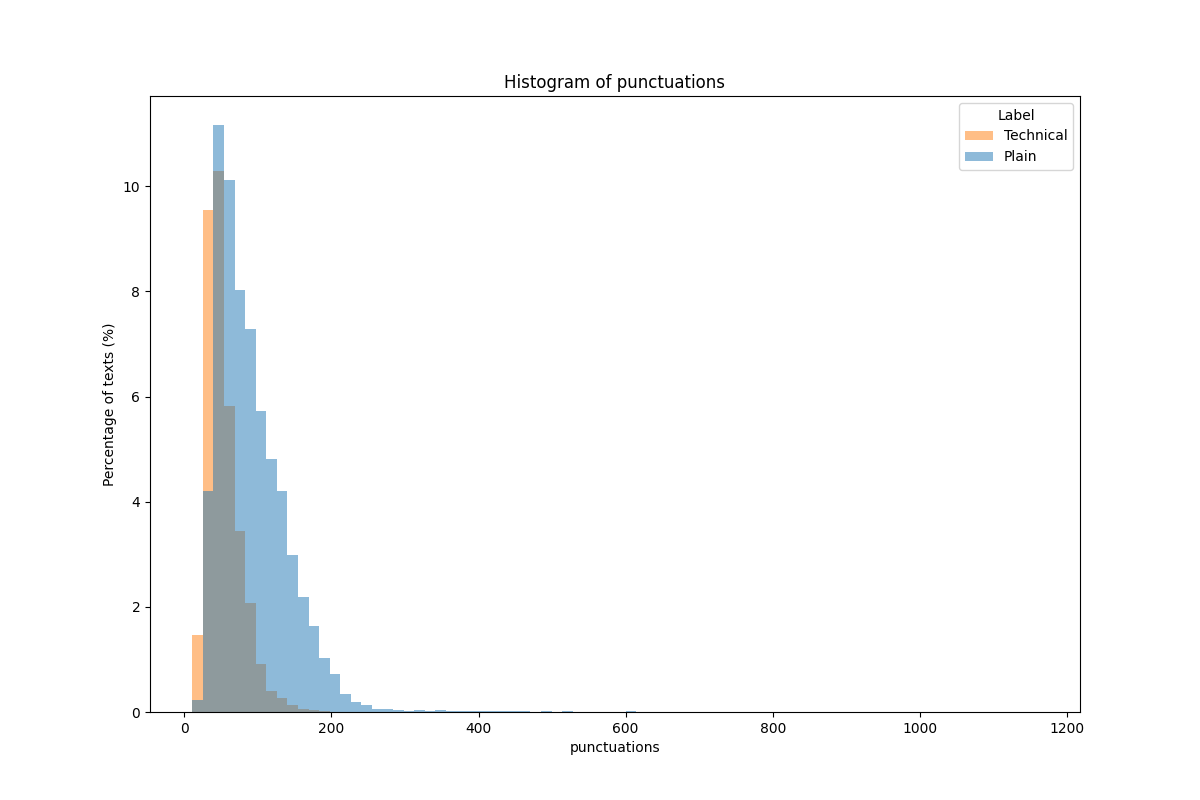 Histogram of punctuations
Label
Technical
Plain
Percentage of texts (%)
10
8
6
4
2
0
0 200 400 600 800 1000 1200
punctuations